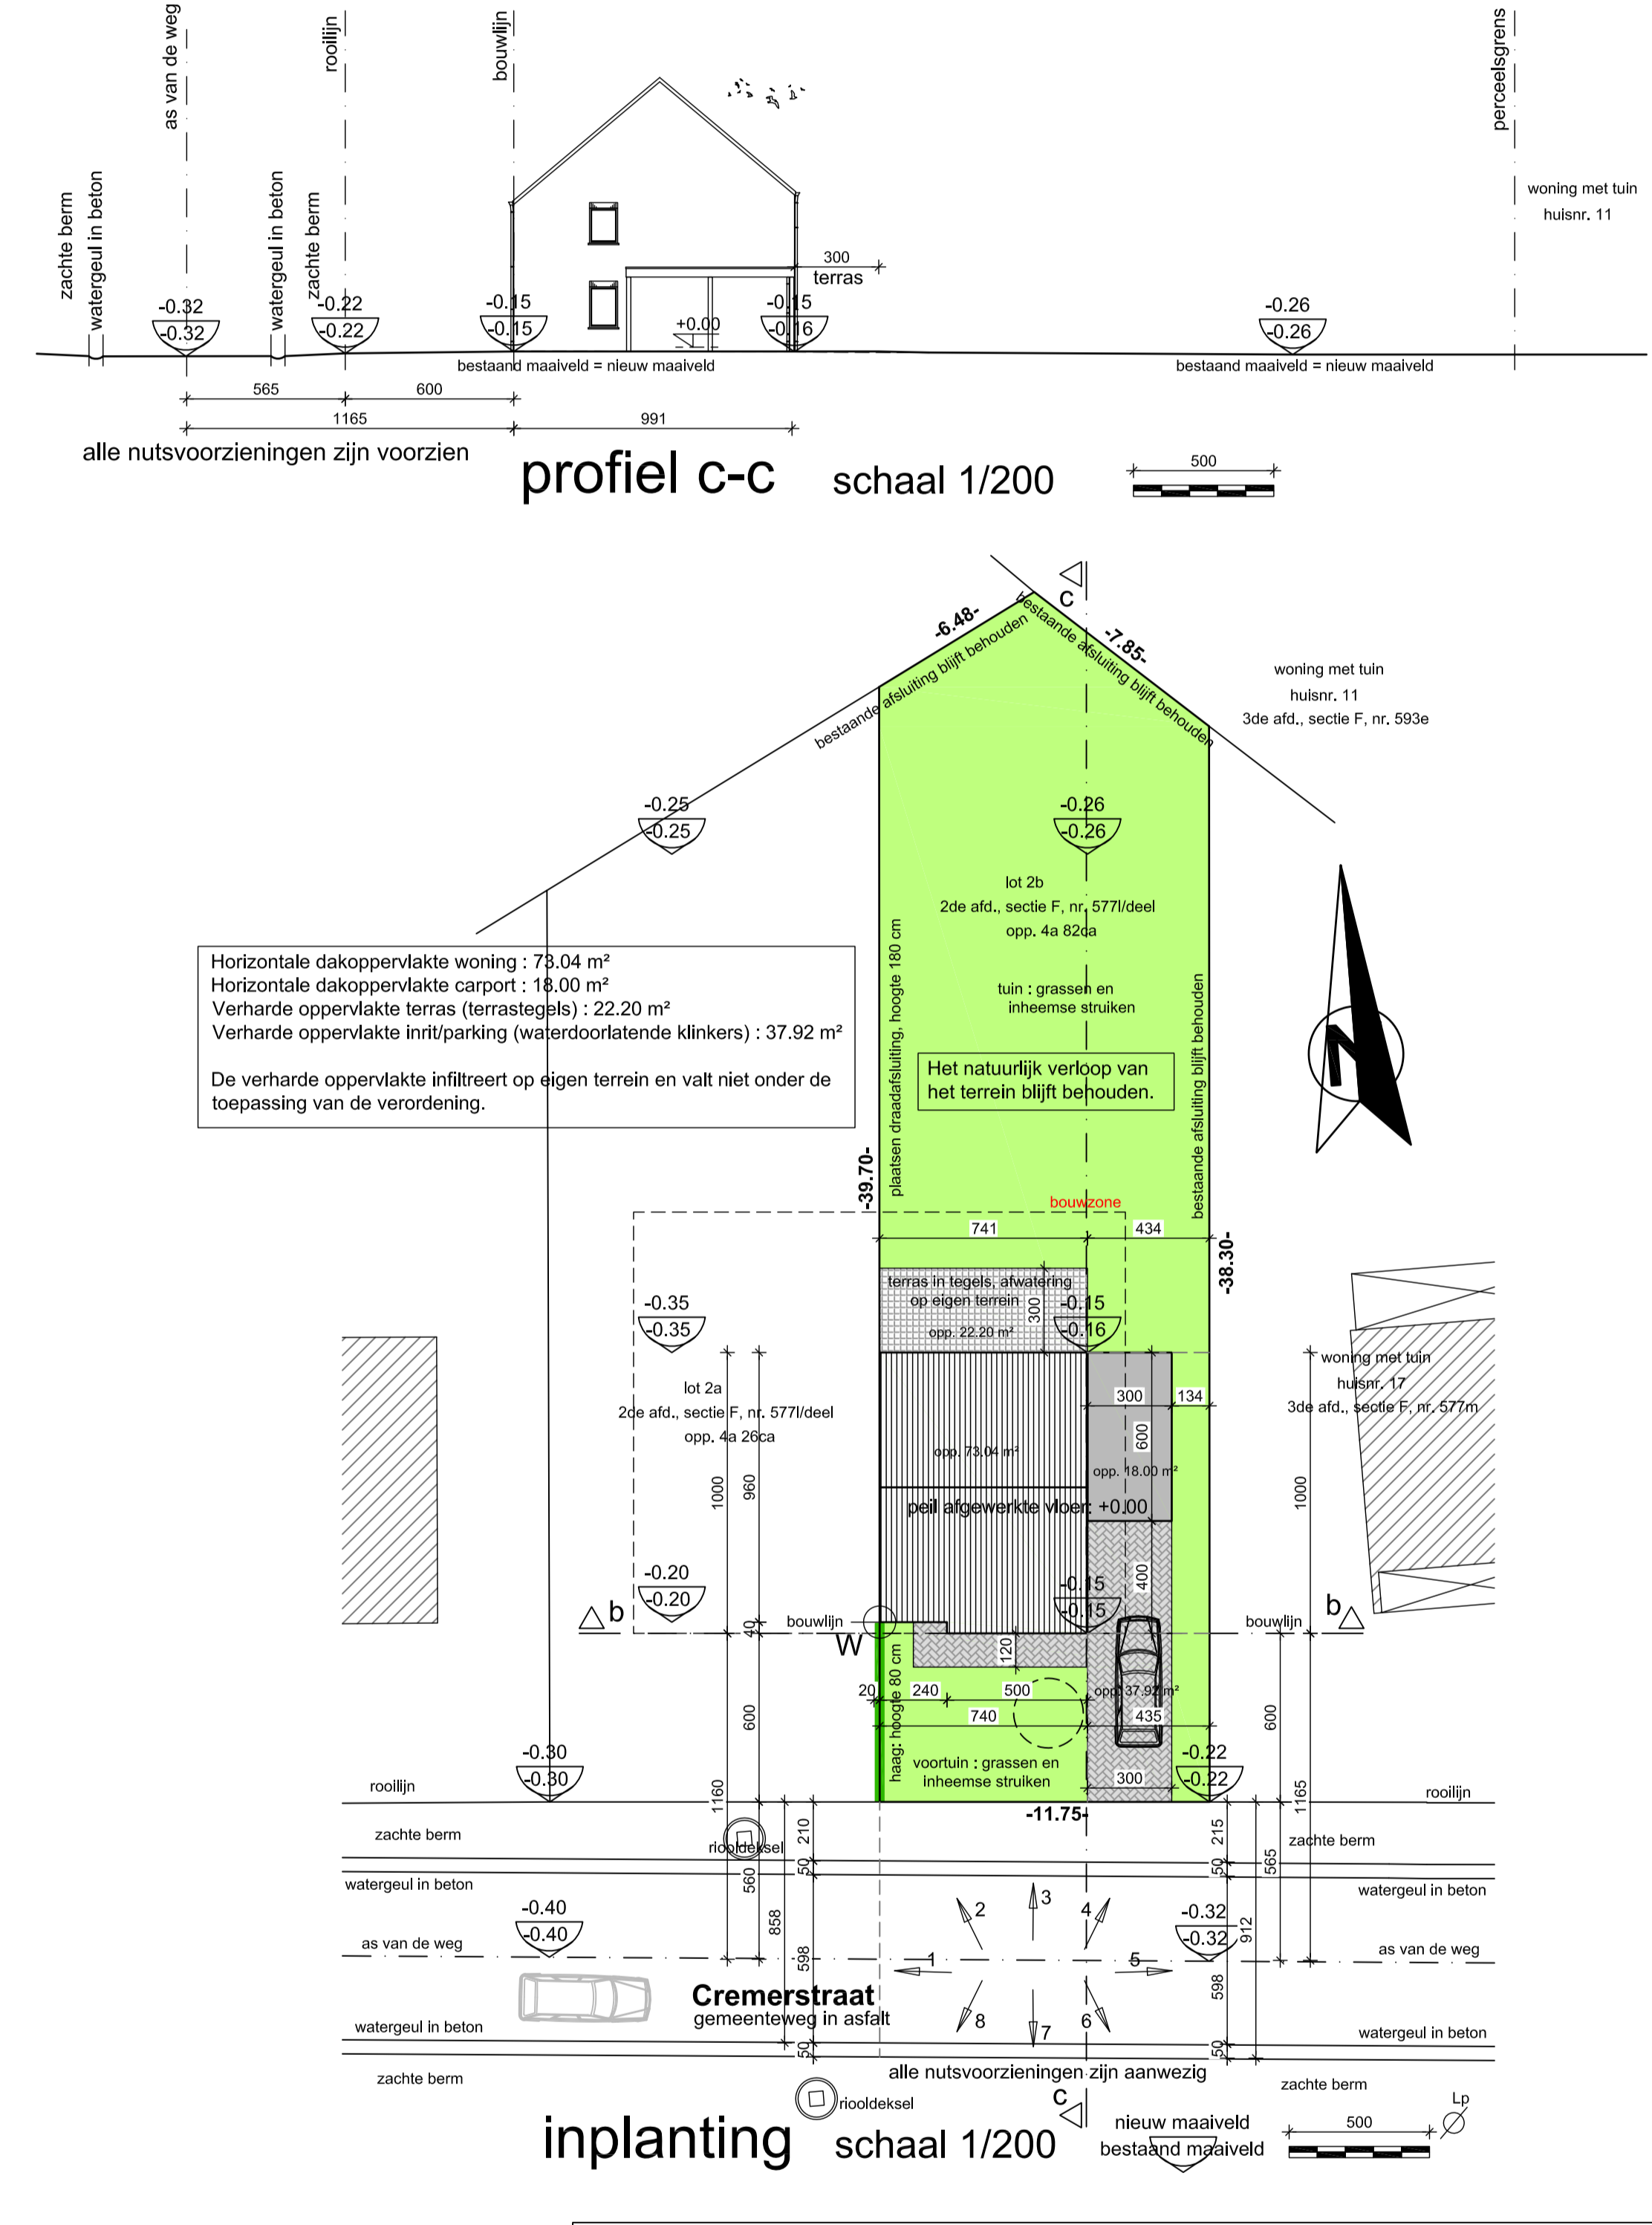 as van de weg
rooilijn
bouwlijn
perceelsgrens
zachte berm
watergeul in beton
watergeul in beton
zachte berm
woning met tuin
huisnr. 11
300
terras
-0.32
-0.32
-0.22
-0.22
-0.15
-0.15
+0.00
-0.15
-0.16
-0.26
-0.26
bestaand maaiveld = nieuw maaiveld
bestaand maaiveld = nieuw maaiveld
565
600
1165
991
alle nutsvoorzieningen zijn voorzien
profiel c-c schaal 1/200
500
c
-6.48-
bestaande afsluiting blijft behouden
-7.85-
bestaande afsluiting blijft behouden
woning met tuin
huisnr. 11
3de afd., sectie F, nr. 593e
-0.25
-0.25
-0.26
-0.26
lot 2b
2de afd., sectie F, nr. 577l/deel
opp. 4a 82ca
tuin : grassen en
inheemse struiken
Horizontale dakoppervlakte woning : 73.04 m²
Horizontale dakoppervlakte carport : 18.00 m²
Verharde oppervlakte terras (terrastegels) : 22.20 m²
Verharde oppervlakte inrit/parking (waterdoorlatende klinkers) : 37.92 m²
De verharde oppervlakte infiltreert op eigen terrein en valt niet onder de
toepassing van de verordening.
plaatsen draadafsluiting, hoogte 180 cm
bestaande afsluiting blijft behouden
Het natuurlijk verloop van
het terrein blijft behouden.
N
-39.70-
-38.30-
bouwzone
741
434
terras in tegels, afwatering
op eigen terrein
300
opp. 22.20 m²
-0.15
-0.16
-0.35
-0.35
lot 2a
2de afd., sectie F, nr. 577l/deel
opp. 4a 26ca
woning met tuin
huisnr. 17
3de afd., sectie F, nr. 577m
300
134
600
opp. 73.04 m²
opp. 18.00 m²
peil afgewerkte vloer: +0.00
1000
960
1000
400
-0.20
-0.20
-0.15
-0.15
b
bouwlijn
bouwlijn
b
40
W
120
haag: hoogte 80 cm
20
240
500
opp. 37.92 m²
740
435
600
600
voortuin : grassen en
inheemse struiken
300
-0.30
-0.30
-0.22
-0.22
rooilijn
rooilijn
-11.75-
1160
1165
zachte berm
riooldeksel
210
215
zachte berm
50
50
560
565
watergeul in beton
watergeul in beton
-0.40
-0.40
-0.32
-0.32
858
912
1
2
3
4
5
6
7
8
as van de weg
as van de weg
598
598
Cremerstraat
gemeenteweg in asfalt
watergeul in beton
watergeul in beton
50
50
zachte berm
alle nutsvoorzieningen zijn aanwezig
zachte berm
riooldeksel
c
Lp
inplanting schaal 1/200
nieuw maaiveld
bestaand maaiveld
500